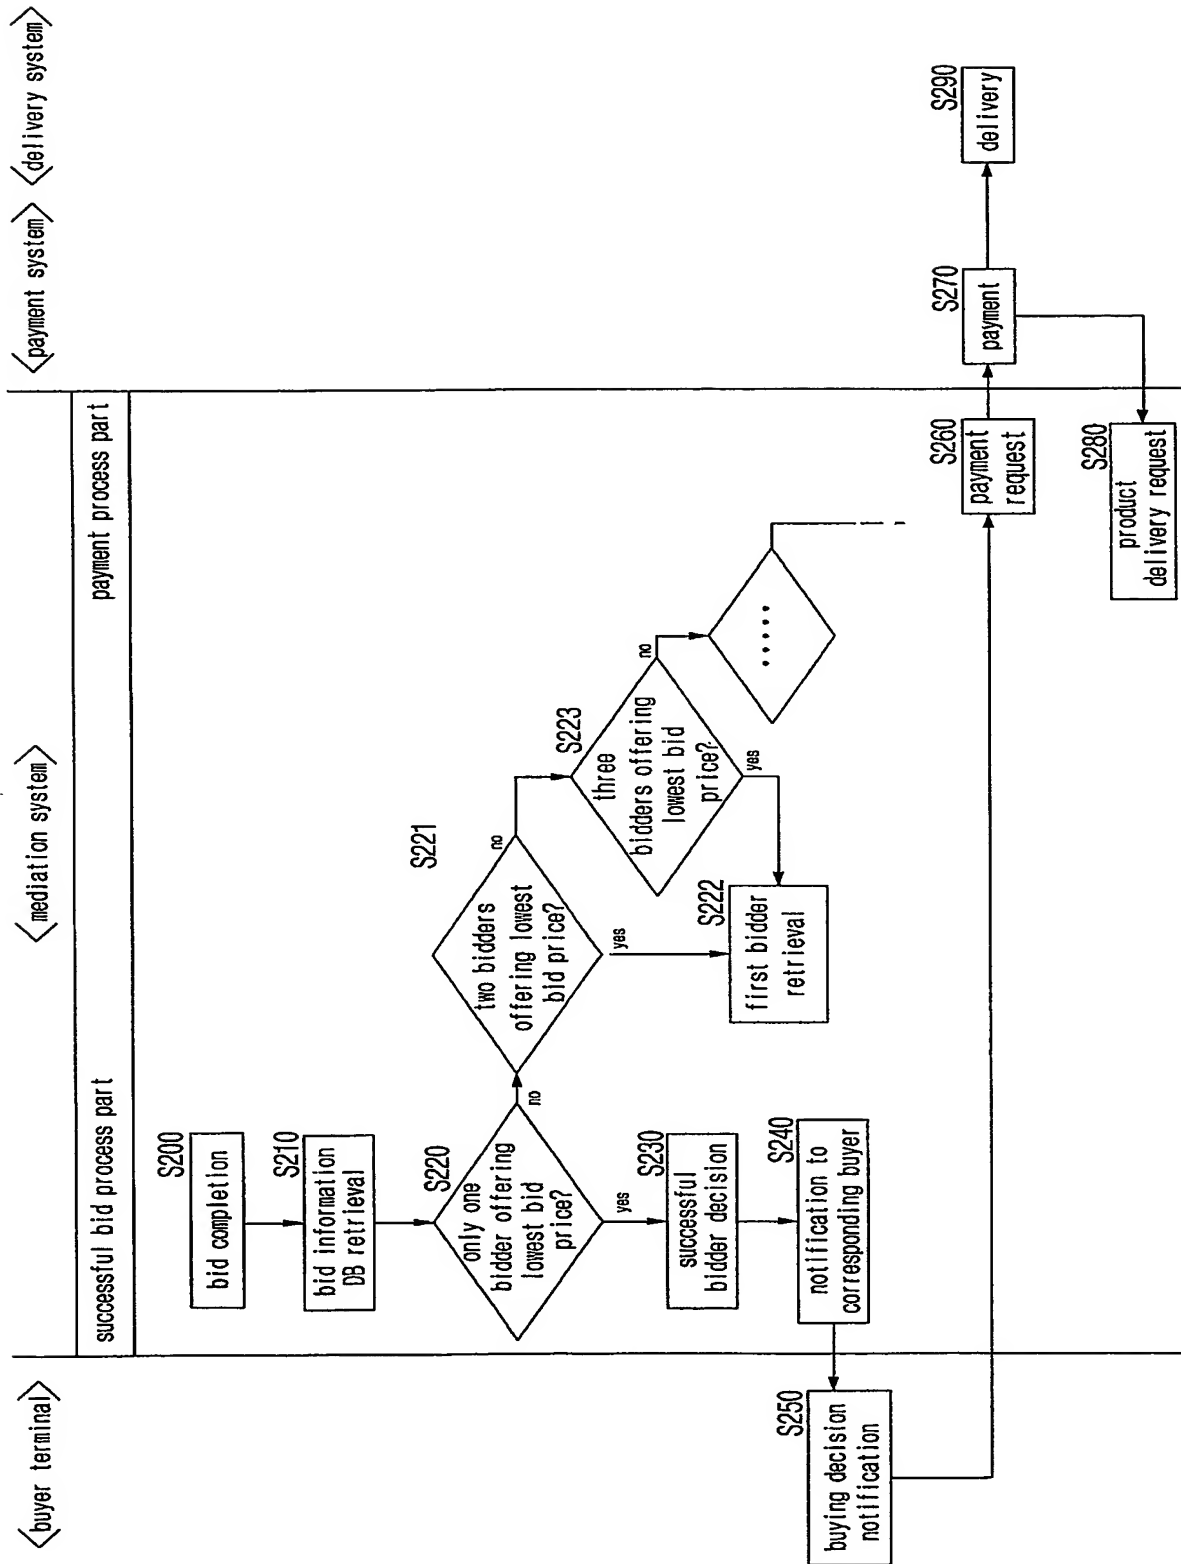 <buyer terminal>
<mediation system>
<payment system>
<delivery system>
successful bid process part
payment process part
S200
bid completion
S210
bid information
DB retrieval
S220
only one
bidder offering
lowest bid
price?
no
yes
S221
two bidders
offering lowest
bid price?
no
yes
S223
three
bidders offering
lowest bid
price?
no
yes
.....
S222
first bidder
retrieval
S230
successful
bidder decision
S240
notification to
corresponding buyer
S250
buying decision
notification
S260
payment
request
S270
payment
S280
product
delivery request
S290
delivery